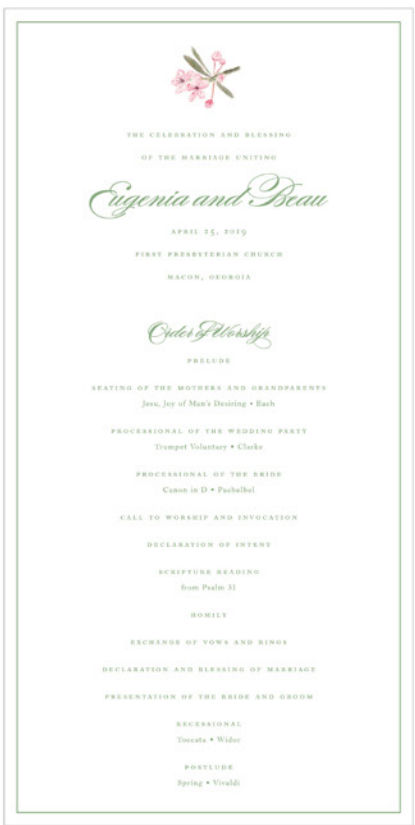 THE CELEBRATION AND BLESSING
OF THE MARRIAGE UNITING
Eugenia and Beau
APRIL 25, 2019
FIRST PRESBYTERIAN CHURCH
MACON, GEORGIA
Order of Worship
PRELUDE
SEATING OF THE MOTHERS AND GRANDPARENTS
Jesu, Joy of Man's Desiring • Bach
PROCESSIONAL OF THE WEDDING PARTY
Trumpet Voluntary • Clarke
PROCESSIONAL OF THE BRIDE
Canon in D • Pachelbel
CALL TO WORSHIP AND INVOCATION
DECLARATION OF INTENT
SCRIPTURE READING
from Psalm 31
HOMILY
EXCHANGE OF VOWS AND RINGS
DECLARATION AND BLESSING OF MARRIAGE
PRESENTATION OF THE BRIDE AND GROOM
RECESSIONAL
Toccata • Widor
POSTLUDE
Spring • Vivaldi